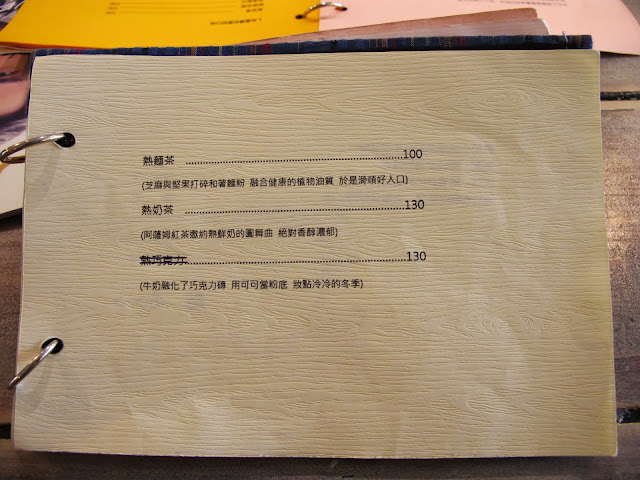 熱麵茶 ............................................................100
(芝麻與堅果打碎和著麵粉 融合健康的植物油質 於是滑順好入口)
熱奶茶 ............................................................130
(阿薩姆紅茶邀約熱鮮奶的圓舞曲 絕對香醇濃郁)
熱巧克力............................................................130
(牛奶融化了巧克力磚 用可可當粉底 妝點冷冷的冬季)